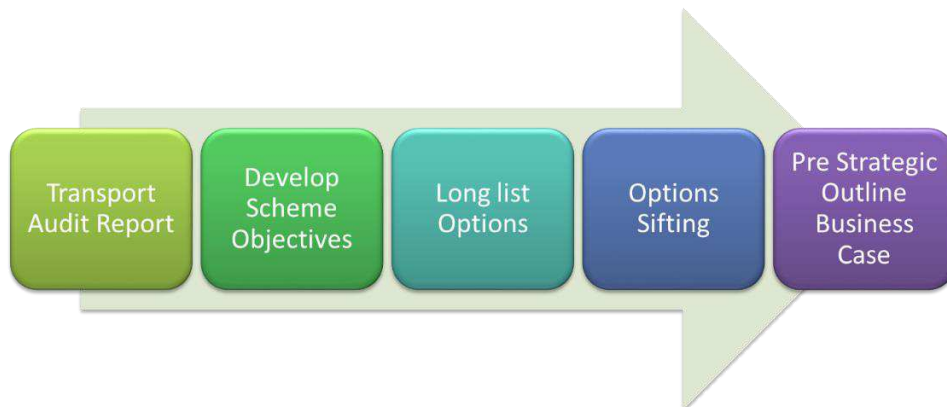 Transport
Audit Report
Develop
Scheme
Objectives
Long list
Options
Options
Sifting
Pre Strategic
Outline
Business
Case